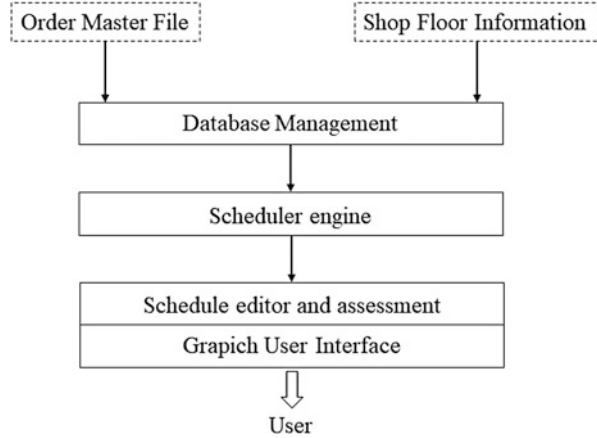 Order Master File
Shop Floor Information
Database Management
Scheduler engine
Schedule editor and assessment
Grapich User Interface
User